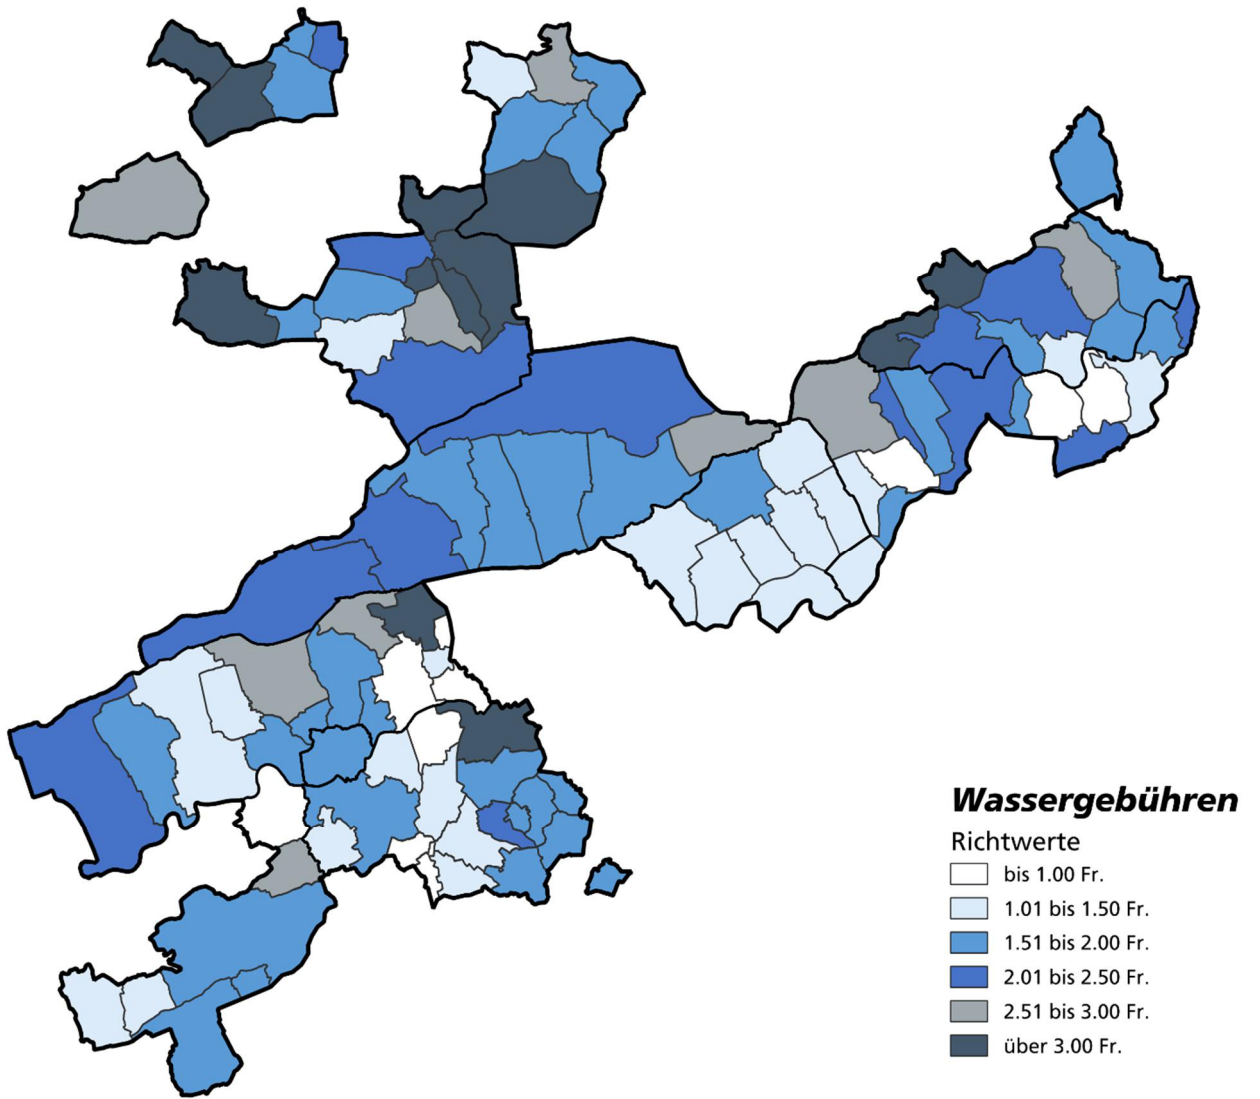 Wassergebühren
Richtwerte
bis 1.00 Fr.
1.01 bis 1.50 Fr.
1.51 bis 2.00 Fr.
2.01 bis 2.50 Fr.
2.51 bis 3.00 Fr.
über 3.00 Fr.